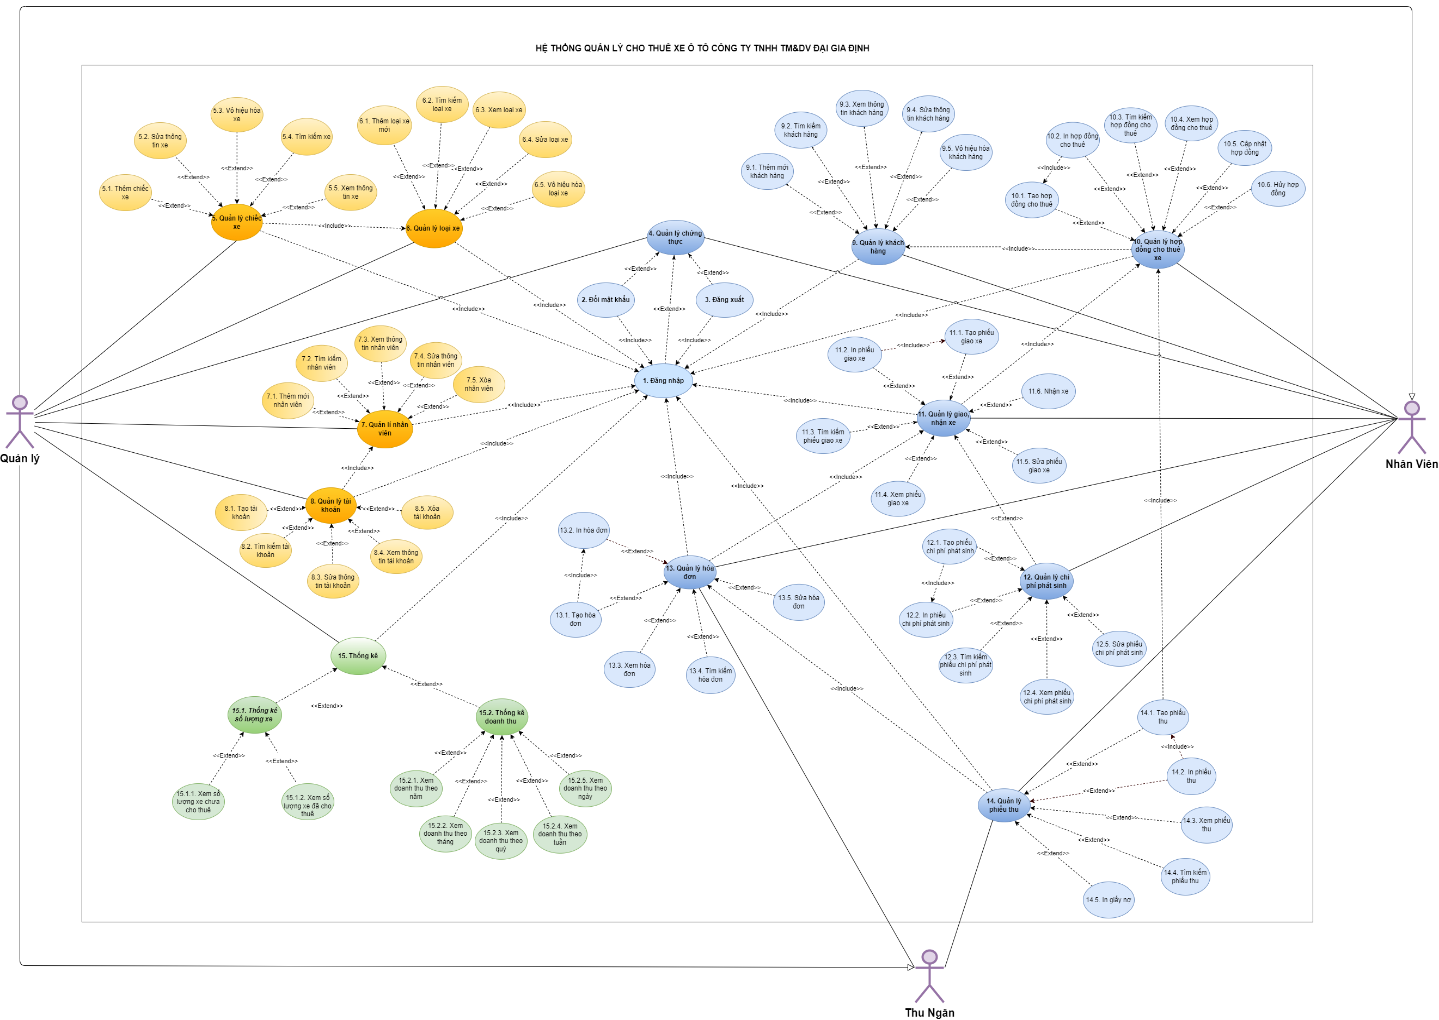 HỆ THỐNG QUẢN LÝ CHO THUÊ XE Ô TÔ CÔNG TY TNHH TM&DV ĐẠI GIA ĐỊNH
5.1. Thêm chiếc
xe
5.2. Sửa thông
tin xe
5.3. Vô hiệu hóa
xe
5.4. Tìm kiếm xe
5.5. Xem thông
tin xe
5. Quản lý chiếc
xe
6.1. Thêm loại xe
mới
6.2. Tìm kiếm
loại xe
6.3. Xem loại xe
6.4. Sửa loại xe
6.5. Vô hiệu hóa
loại xe
6. Quản lý loại xe
4. Quản lý chứng
thực
2. Đổi mật khẩu
3. Đăng xuất
1. Đăng nhập
9.1. Thêm mới
khách hàng
9.2. Tìm kiếm
khách hàng
9.3. Xem thông
tin khách hàng
9.4. Sửa thông
tin khách hàng
9.5. Vô hiệu hóa
khách hàng
9. Quản lý khách
hàng
10.1. Tạo hợp
đồng cho thuê
10.2. In hợp đồng
cho thuê
10.3. Tìm kiếm
hợp đồng cho
thuê
10.4. Xem hợp
đồng cho thuê
10.5. Cập nhật
hợp đồng
10.6. Hủy hợp
đồng
10. Quản lý hợp
đồng cho thuê
xe
7.1. Thêm mới
nhân viên
7.2. Tìm kiếm
nhân viên
7.3. Xem thông
tin nhân viên
7.4. Sửa thông
tin nhân viên
7.5. Xóa
nhân viên
7. Quản lí nhân
viên
8.1. Tạo tài
khoản
8.2. Tìm kiếm tài
khoản
8.3. Sửa thông
tin tài khoản
8.4. Xem thông
tin tài khoản
8.5. Xóa
tài khoản
8. Quản lý tài
khoản
11.1. Tạo phiếu
giao xe
11.2. In phiếu
giao xe
11.3. Tìm kiếm
phiếu giao xe
11.4. Xem phiếu
giao xe
11.5. Sửa phiếu
giao xe
11.6. Nhận xe
11. Quản lý giao,
nhận xe
12.1. Tạo phiếu
chi phí phát sinh
12.2. In phiếu
chi phí phát sinh
12.3. Tìm kiếm
phiếu chi phí phát
sinh
12.4. Xem phiếu
chi phí phát sinh
12.5. Sửa phiếu
chi phí phát sinh
12. Quản lý chi
phí phát sinh
13.1. Tạo hóa
đơn
13.2. In hóa đơn
13.3. Xem hóa
đơn
13.4. Tìm kiếm
hóa đơn
13.5. Sửa hóa
đơn
13. Quản lý hóa
đơn
14.1. Tạo phiếu
thu
14.2. In phiếu
thu
14.3. Xem phiếu
thu
14.4. Tìm kiếm
phiếu thu
14.5. In giấy nợ
14. Quản lý
phiếu thu
15. Thống kê
15.1. Thống kê
số lượng xe
15.2. Thống kê
doanh thu
15.1.1. Xem số
lượng xe chưa
cho thuê
15.1.2. Xem số
lượng xe đã cho
thuê
15.2.1. Xem
doanh thu theo
năm
15.2.2. Xem
doanh thu theo
tháng
15.2.3. Xem
doanh thu theo
quý
15.2.4. Xem
doanh thu theo
tuần
15.2.5. Xem
doanh thu theo
ngày
<<Extend>>
<<Include>>
Quản lý
Nhân Viên
Thu Ngân